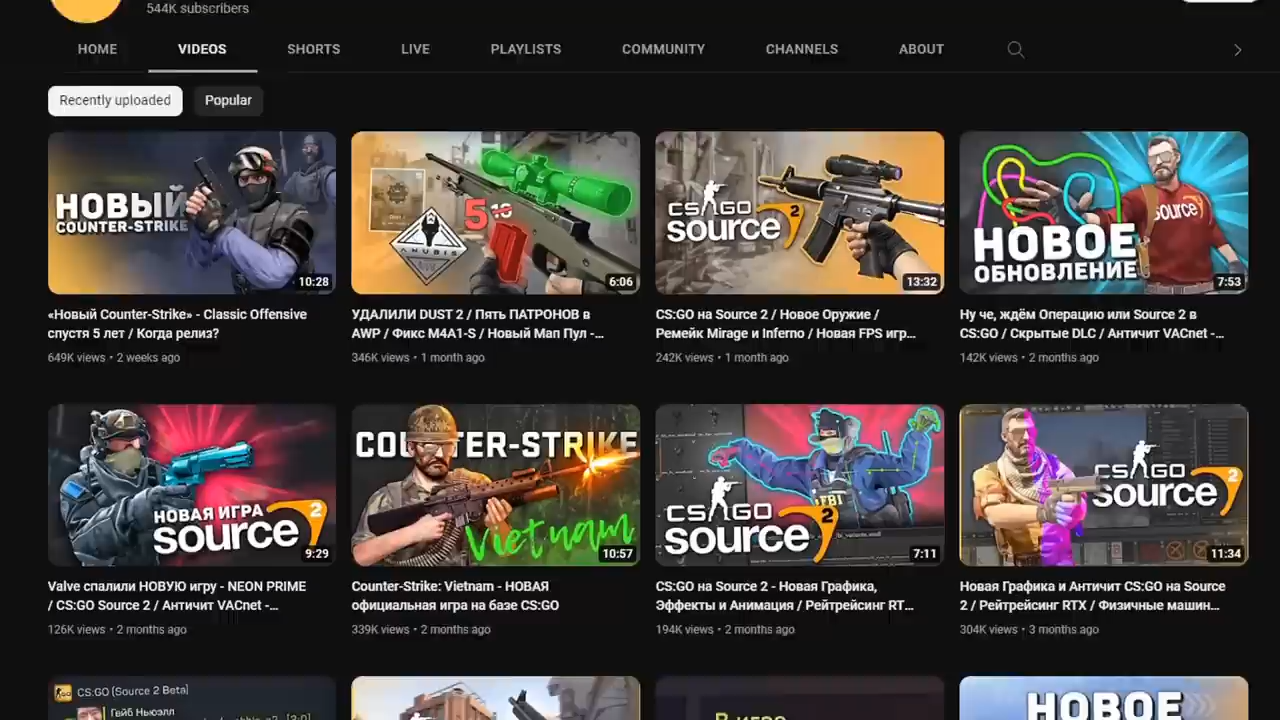 544K subscribers
HOME VIDEOS SHORTS LIVE PLAYLISTS COMMUNITY CHANNELS ABOUT
Recently uploaded Popular
НОВЫЙ
COUNTER-STRIKE
10:28
5 10
ANUBIS
6:06
CS:GO
source 2
13:32
source
НОВОЕ
ОБНОВЛЕНИЕ
7:53
«Новый Counter-Strike» - Classic Offensive
спустя 5 лет / Когда релиз?
649K views • 2 weeks ago
УДАЛИЛИ DUST 2 / Пять ПАТРОНОВ в
AWP / Фикс M4A1-S / Новый Мап Пул -...
346K views • 1 month ago
CS:GO на Source 2 / Новое Оружие /
Ремейк Mirage и Inferno / Новая FPS игр...
242K views • 1 month ago
Ну че, ждём Операцию или Source 2 в
CS:GO / Скрытые DLC / Античит VACnet -...
142K views • 2 months ago
НОВАЯ ИГРА
source 2
9:29
COUNTER-STRIKE
Vietnam
10:57
FBI
CS:GO
source 2
7:11
CS:GO
source 2
11:34
Valve спалили НОВУЮ игру - NEON PRIME
/ CS:GO Source 2 / Античит VACnet -...
126K views • 2 months ago
Counter-Strike: Vietnam - НОВАЯ
официальная игра на базе CS:GO
339K views • 2 months ago
CS:GO на Source 2 - Новая Графика,
Эффекты и Анимация / Рейтрейсинг RT...
194K views • 2 months ago
Новая Графика и Античит CS:GO на Source
2 / Рейтрейсинг RTX / Физичные машин...
304K views • 3 months ago
CS:GO (Source 2 Beta)
Гейб Ньюэлл
В игре
НОВОЕ